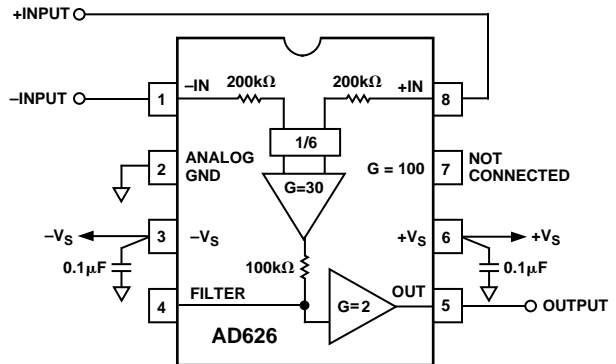 +INPUT
–INPUT
1
–IN
200kΩ
200kΩ
+IN
8
1/6
2
ANALOG
GND
G=30
G = 100
7
NOT
CONNECTED
–VS
3
–VS
+VS
6
+VS
0.1µF
100kΩ
0.1µF
4
FILTER
G=2
OUT
5
OUTPUT
AD626